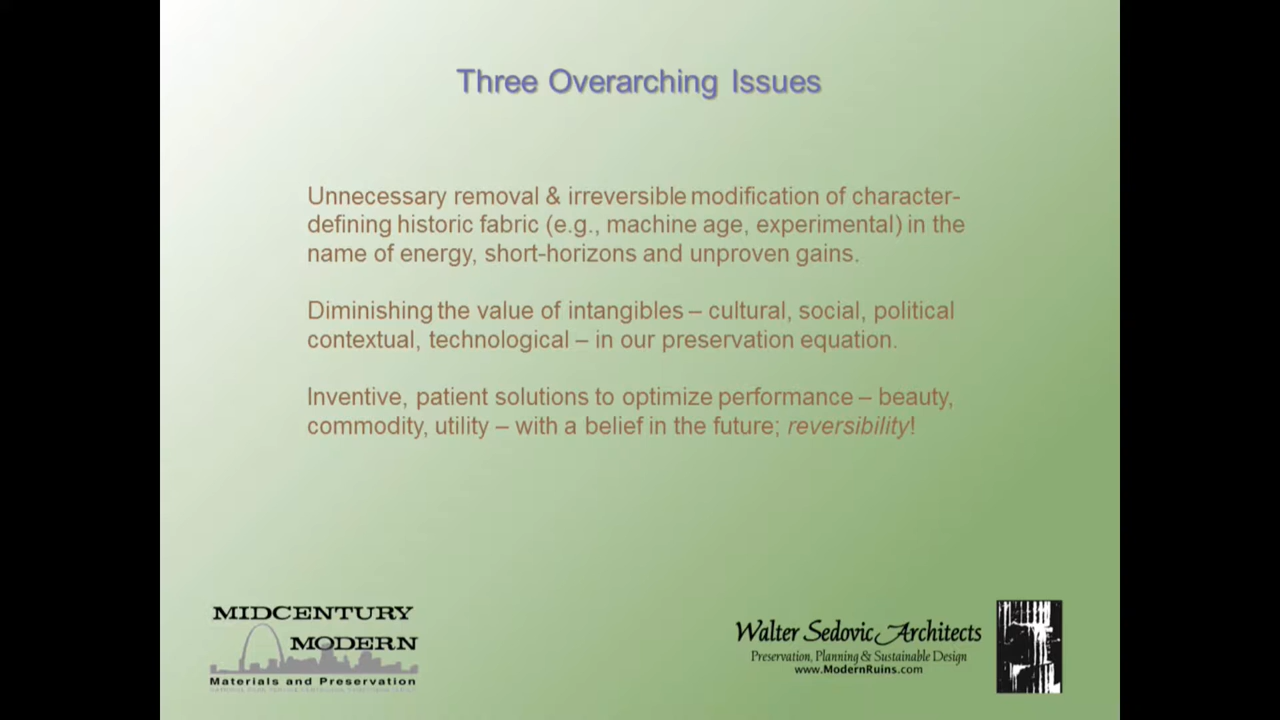 Three Overarching Issues
Unnecessary removal & irreversible modification of character-
defining historic fabric (e.g., machine age, experimental) in the
name of energy, short-horizons and unproven gains.
Diminishing the value of intangibles – cultural, social, political
contextual, technological – in our preservation equation.
Inventive, patient solutions to optimize performance – beauty,
commodity, utility – with a belief in the future; reversibility!
MIDCENTURY
MODERN
Materials and Preservation
Walter Sedovic Architects
Preservation, Planning & Sustainable Design
www.ModernRuins.com